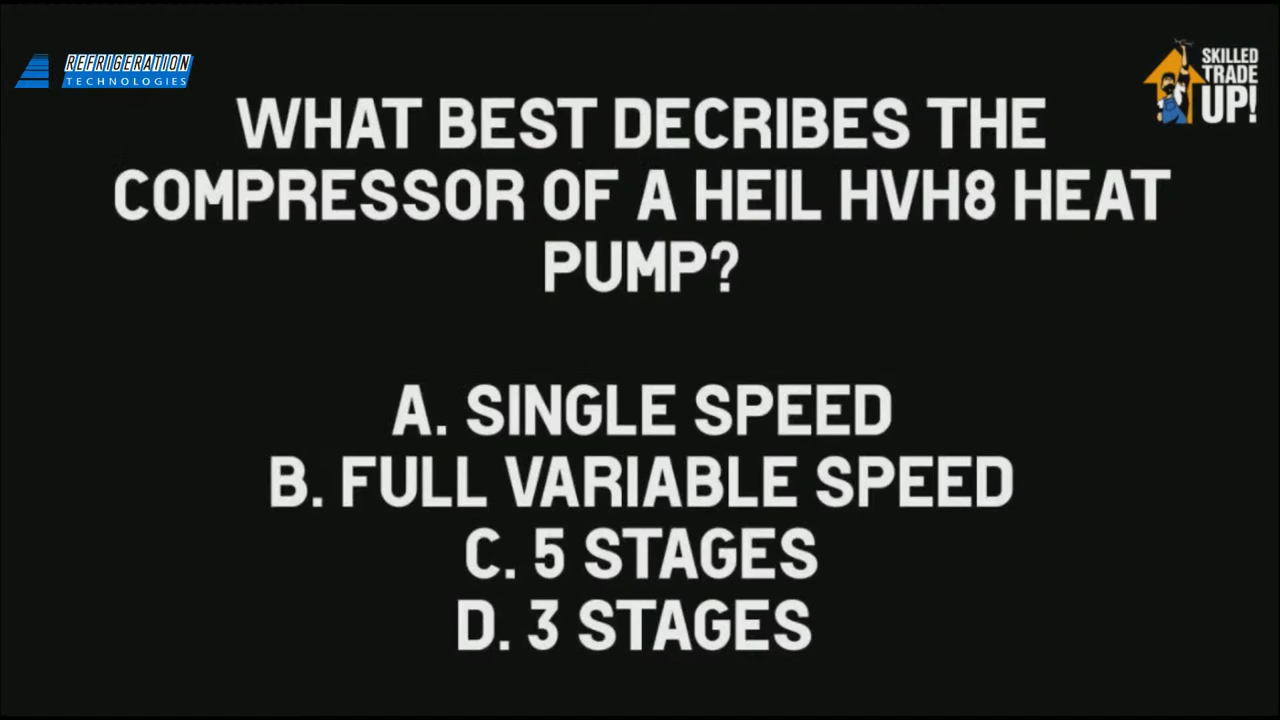 REFRIGERATION
TECHNOLOGIES
SKILLED
TRADE
UP!
WHAT BEST DECRIBES THE
COMPRESSOR OF A HEIL HVH8 HEAT
PUMP?
A. SINGLE SPEED
B. FULL VARIABLE SPEED
C. 5 STAGES
D. 3 STAGES